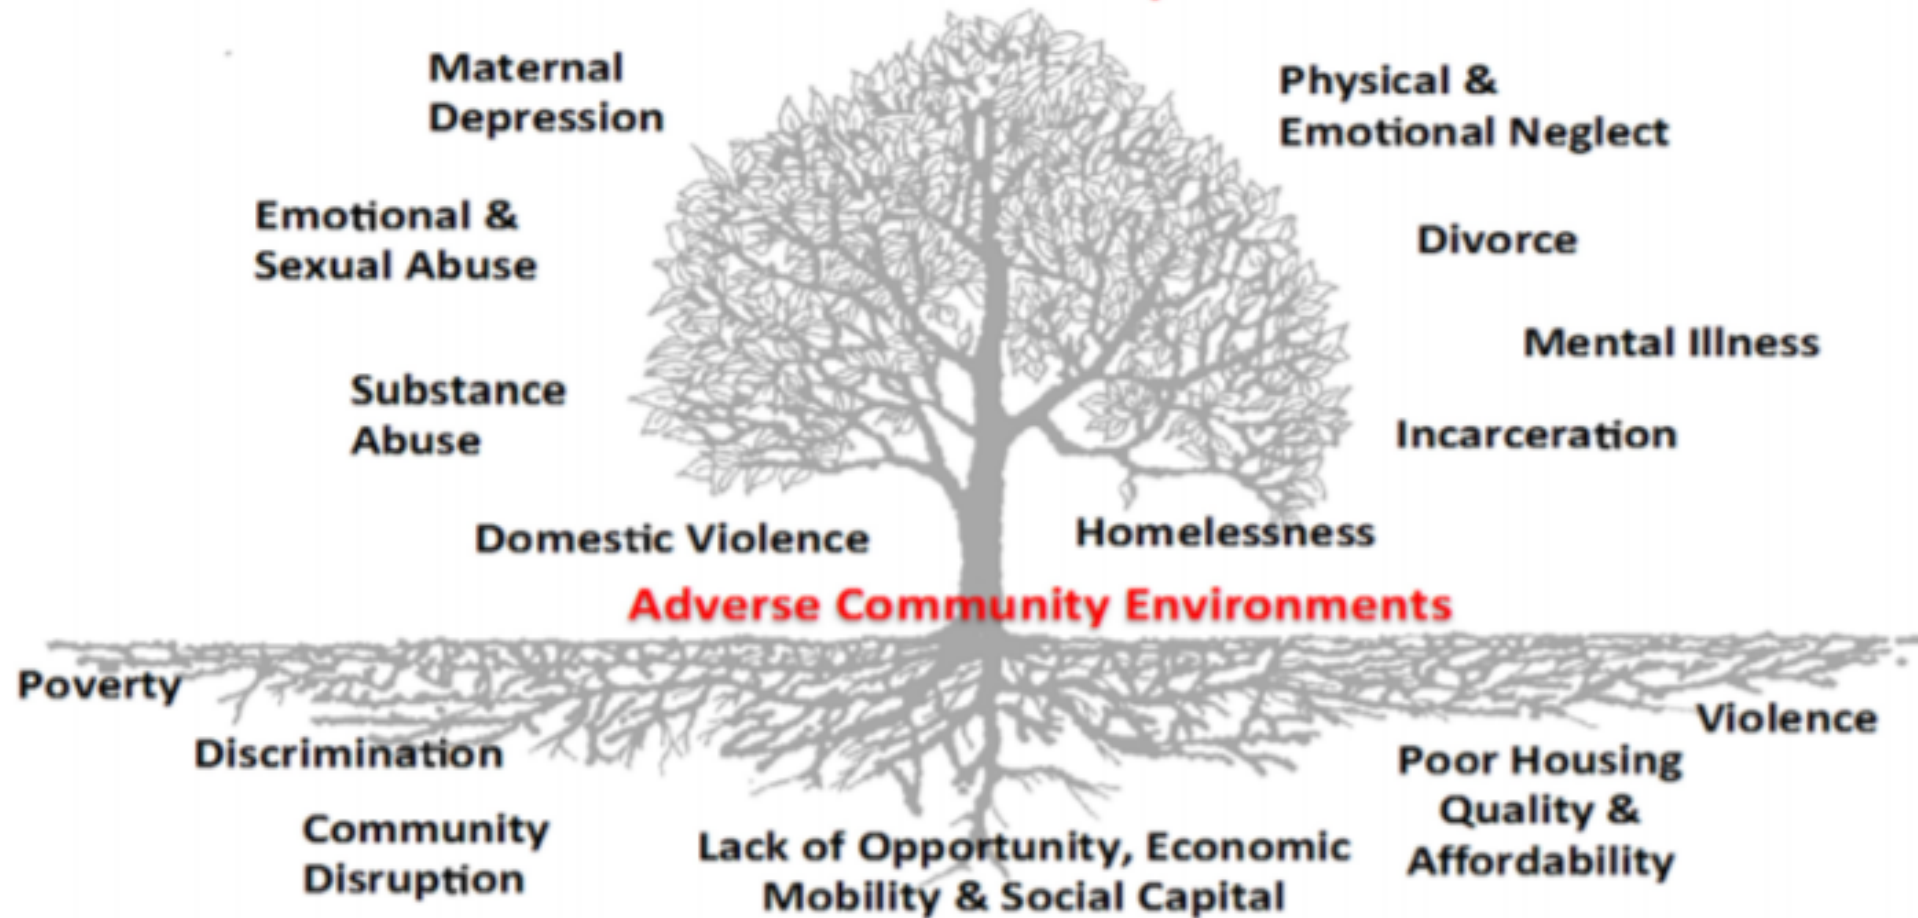 Maternal
Depression
Physical &
Emotional Neglect
Emotional &
Sexual Abuse
Divorce
Mental Illness
Substance
Abuse
Incarceration
Domestic Violence
Homelessness
Adverse Community Environments
Poverty
Violence
Discrimination
Poor Housing
Quality &
Affordability
Community
Disruption
Lack of Opportunity, Economic
Mobility & Social Capital